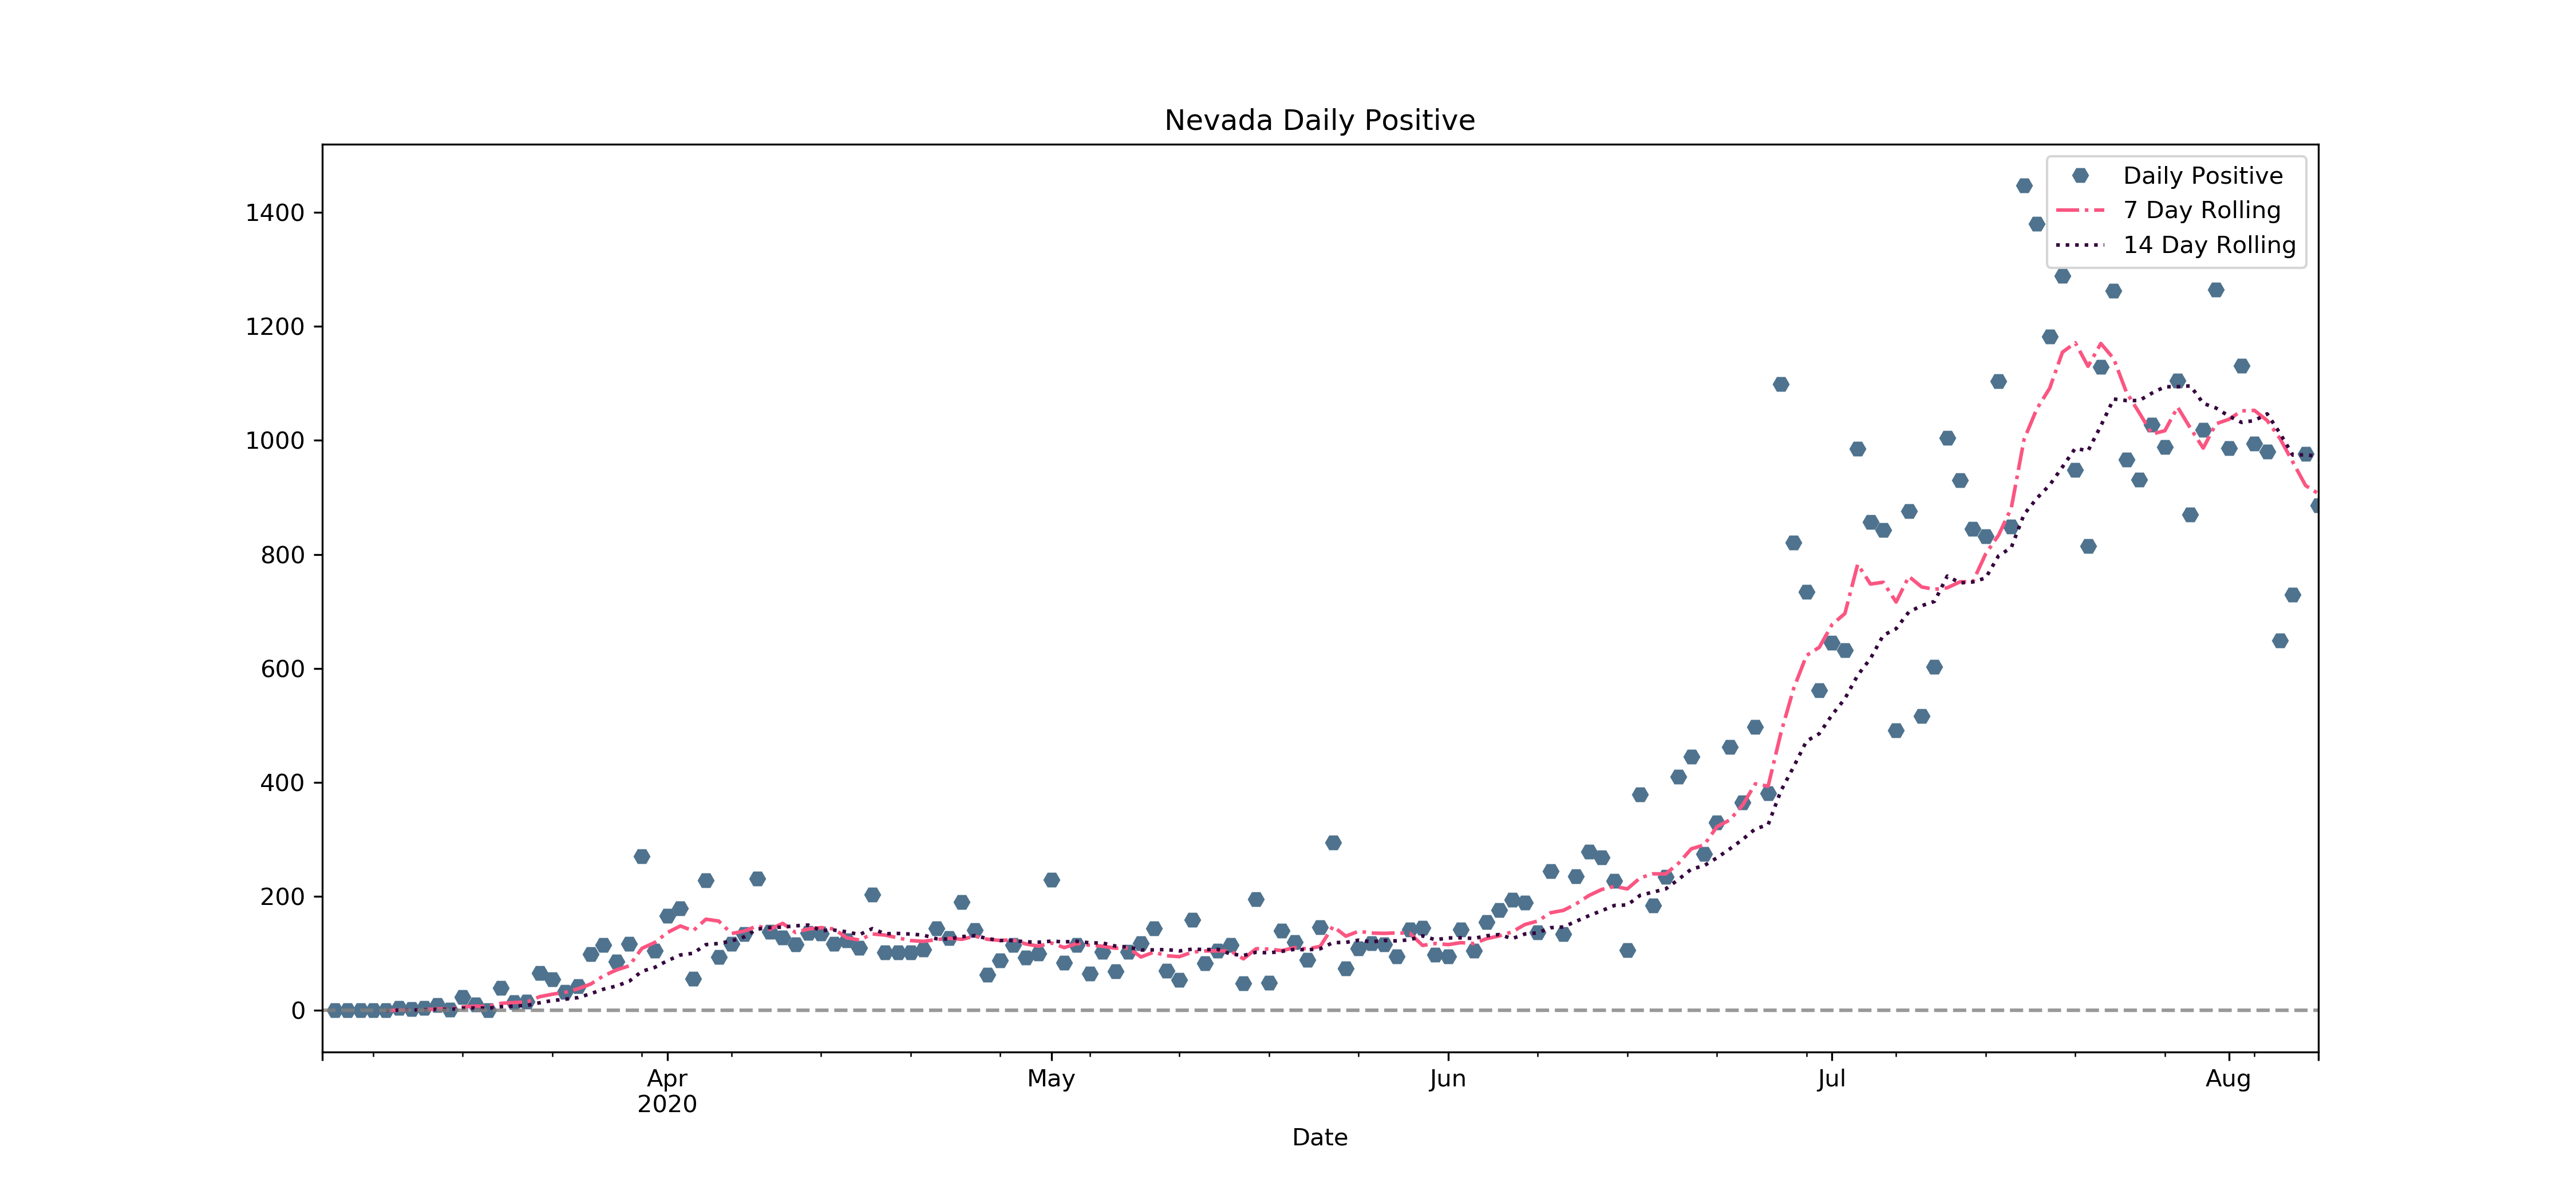 Nevada Daily Positive
Daily Positive
7 Day Rolling
14 Day Rolling
1400
1200
1000
800
600
400
200
0
Apr
2020
May
Jun
Jul
Aug
Date